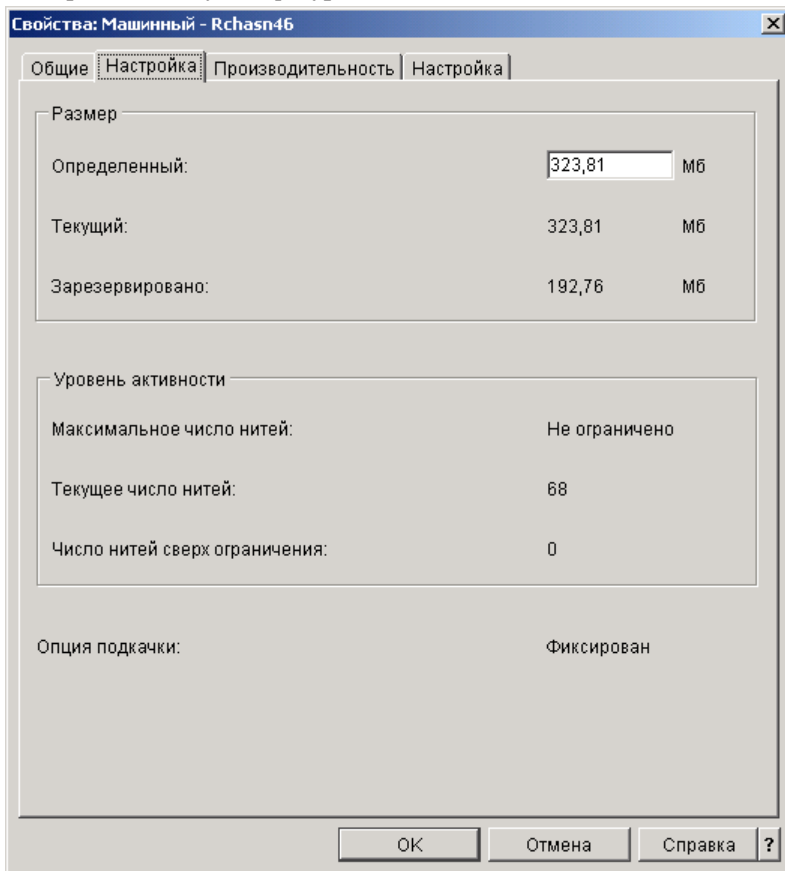 Свойства: Машинный - Rchasn46
Общие Настройка Производительность Настройка
Размер
Определенный: 323,81 Мб
Текущий: 323,81 Мб
Зарезервировано: 192,76 Мб
Уровень активности
Максимальное число нитей: Не ограничено
Текущее число нитей: 68
Число нитей сверх ограничения: 0
Опция подкачки: Фиксирован
OK Отмена Справка ?